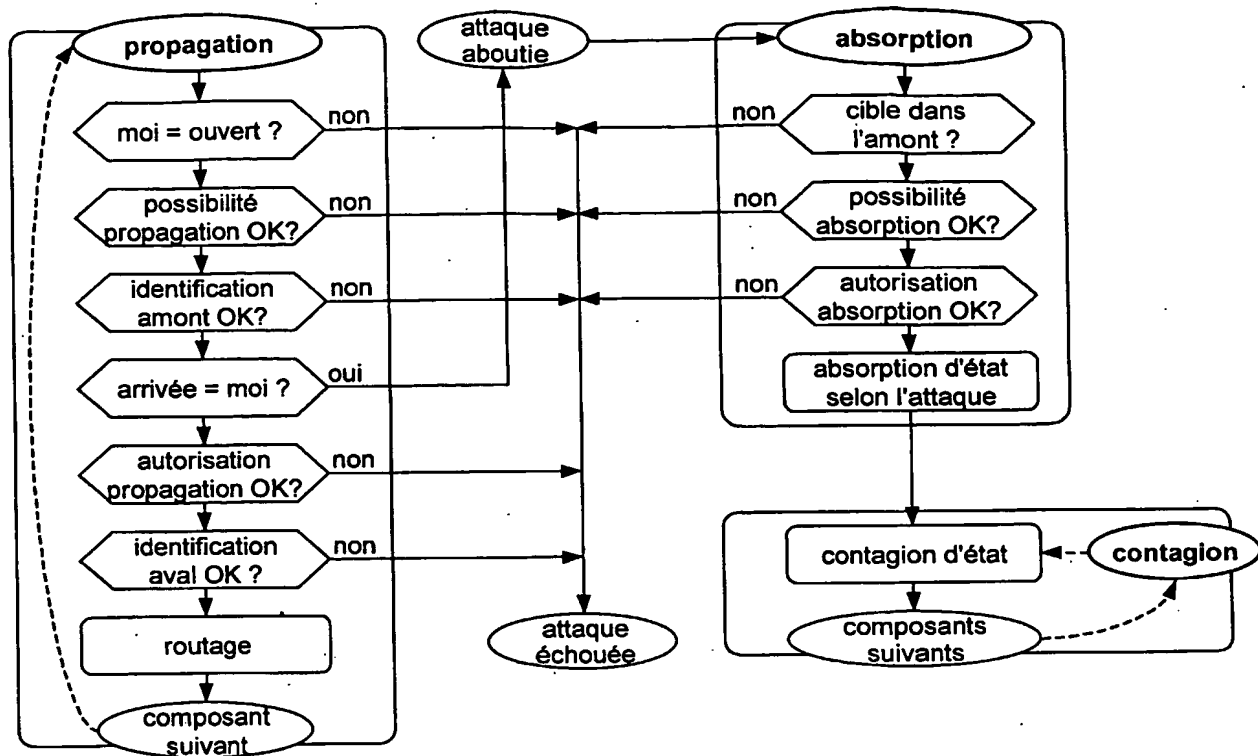 propagation
moi = ouvert ?
non
possibilité
propagation OK?
non
identification
amont OK?
non
arrivée = moi ?
oui
autorisation
propagation OK?
non
identification
aval OK ?
non
routage
composant
suivant
attaque
aboutie
attaque
échouée
absorption
cible dans
l'amont ?
non
possibilité
absorption OK?
non
autorisation
absorption OK?
non
absorption d'état
selon l'attaque
contagion d'état
contagion
composants
suivants